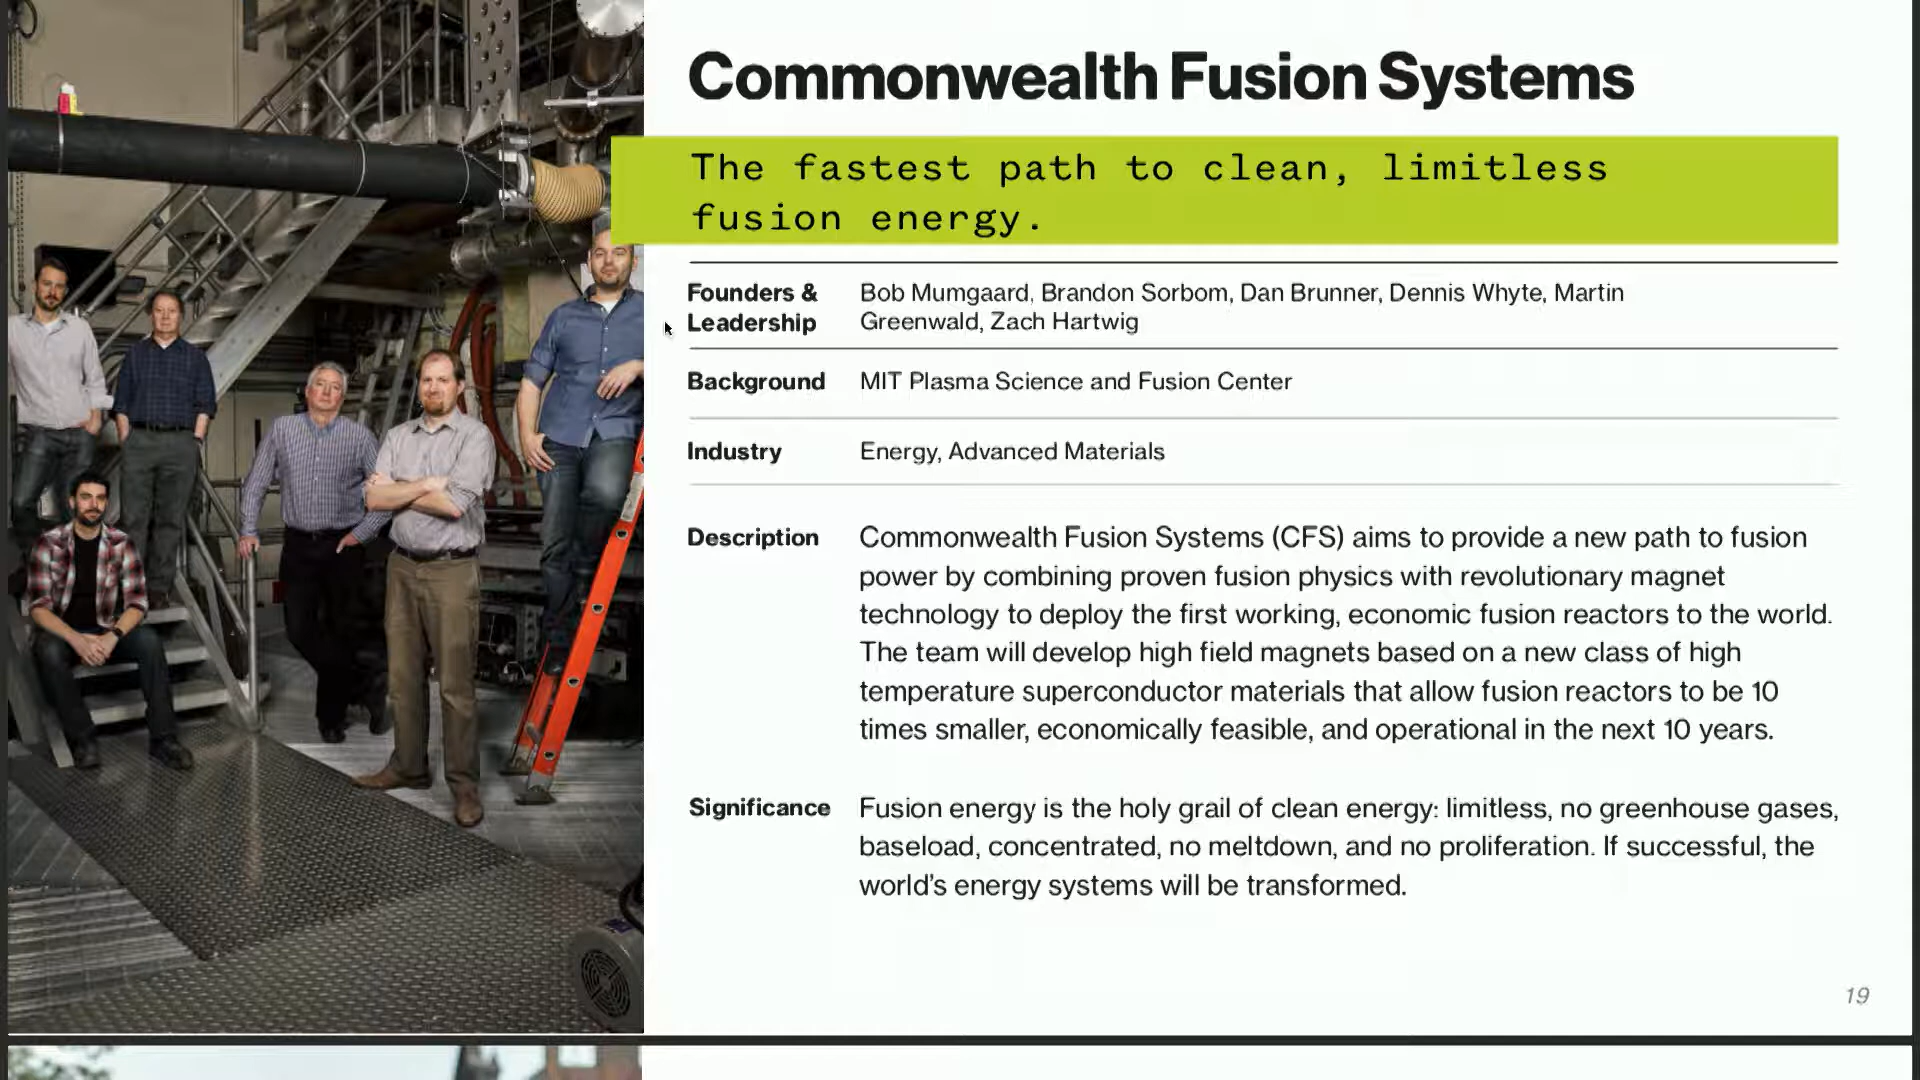 Commonwealth Fusion Systems
The fastest path to clean, limitless
fusion energy.
Founders &
Leadership
Bob Mumgaard, Brandon Sorbom, Dan Brunner, Dennis Whyte, Martin
Greenwald, Zach Hartwig
Background
MIT Plasma Science and Fusion Center
Industry
Energy, Advanced Materials
Description
Commonwealth Fusion Systems (CFS) aims to provide a new path to fusion
power by combining proven fusion physics with revolutionary magnet
technology to deploy the first working, economic fusion reactors to the world.
The team will develop high field magnets based on a new class of high
temperature superconductor materials that allow fusion reactors to be 10
times smaller, economically feasible, and operational in the next 10 years.
Significance
Fusion energy is the holy grail of clean energy: limitless, no greenhouse gases,
baseload, concentrated, no meltdown, and no proliferation. If successful, the
world's energy systems will be transformed.
19